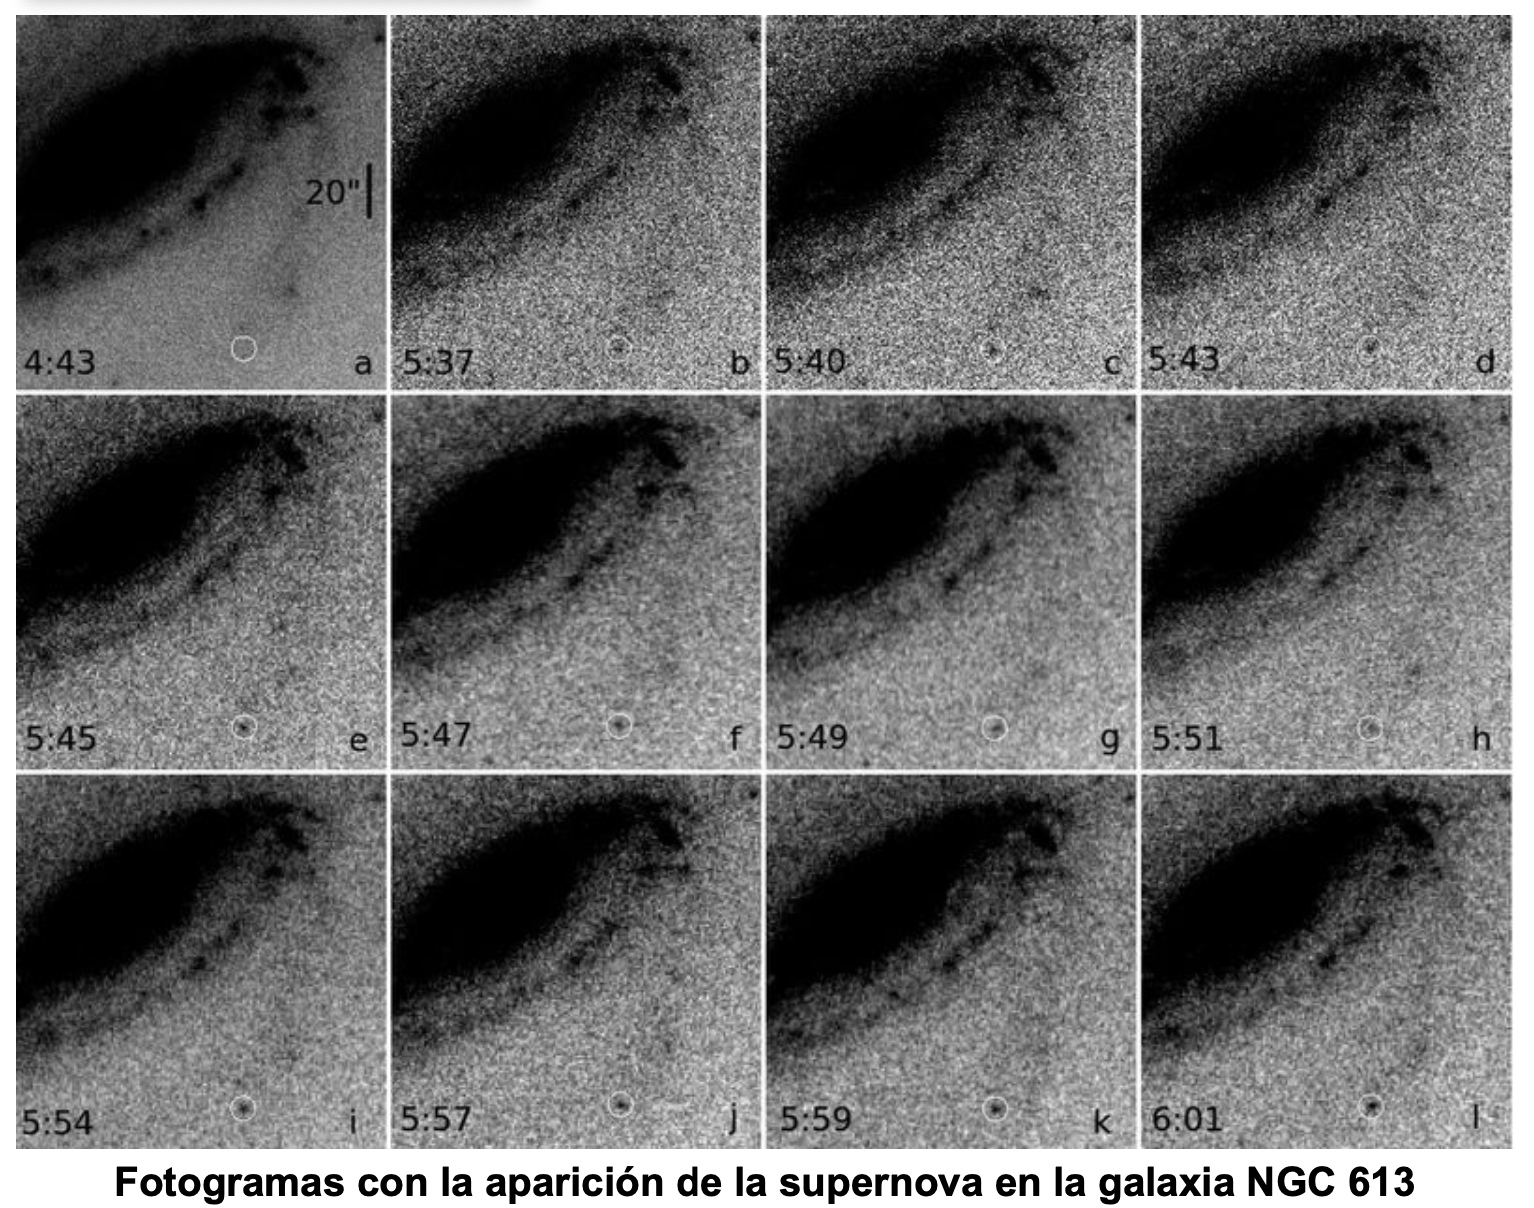 20"
4:43 a
5:37 b
5:40 c
5:43 d
5:45 e
5:47 f
5:49 g
5:51 h
5:54 i
5:57 j
5:59 k
6:01 l
Fotogramas con la aparición de la supernova en la galaxia NGC 613